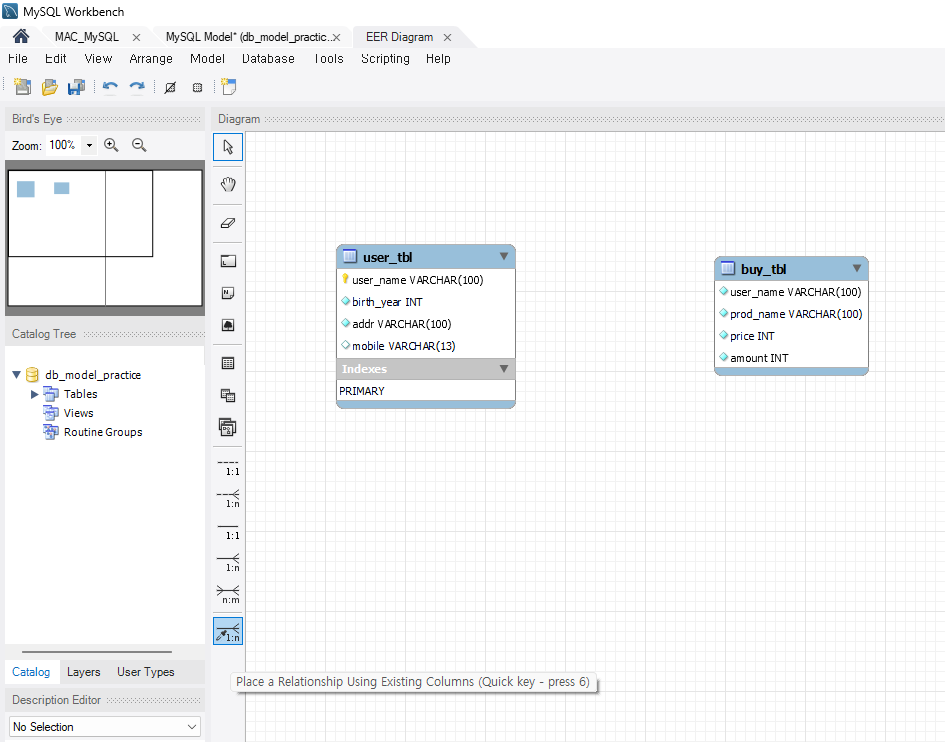 MySQL Workbench
MAC_MySQL
MySQL Model* (db_model_practic..
EER Diagram
File Edit View Arrange Model Database Tools Scripting Help
Bird's Eye
Diagram
Zoom: 100%
user_tbl
user_name VARCHAR(100)
birth_year INT
addr VARCHAR(100)
mobile VARCHAR(13)
Indexes
PRIMARY
buy_tbl
user_name VARCHAR(100)
prod_name VARCHAR(100)
price INT
amount INT
Catalog Tree
db_model_practice
Tables
Views
Routine Groups
1:1
1:n
1:1
1:n
n:m
1:n
Catalog Layers User Types
Place a Relationship Using Existing Columns (Quick key - press 6)
Description Editor
No Selection